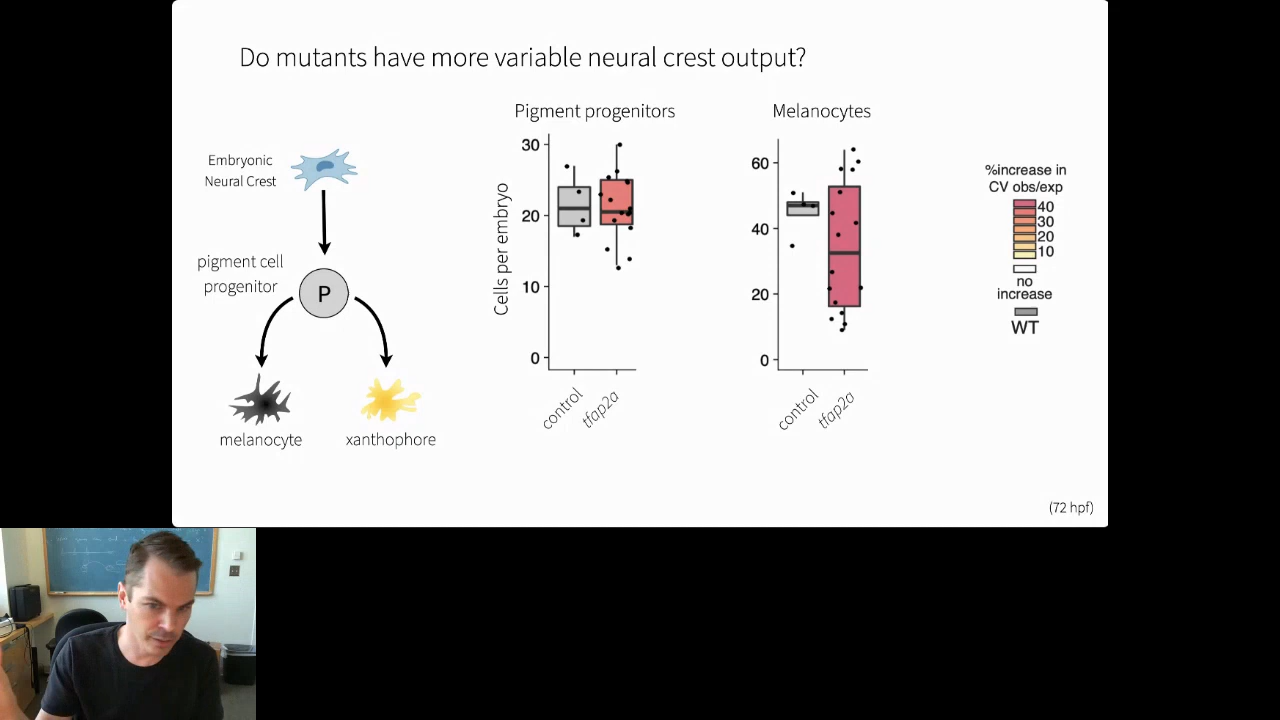 Do mutants have more variable neural crest output?
Embryonic
Neural Crest
pigment cell
progenitor
P
melanocyte
xanthophore
Pigment progenitors
Cells per embryo
30
20
10
0
control
tfap2a
Melanocytes
60
40
20
0
control
tfap2a
%increase in
CV obs/exp
40
30
20
10
no
increase
WT
(72 hpf)